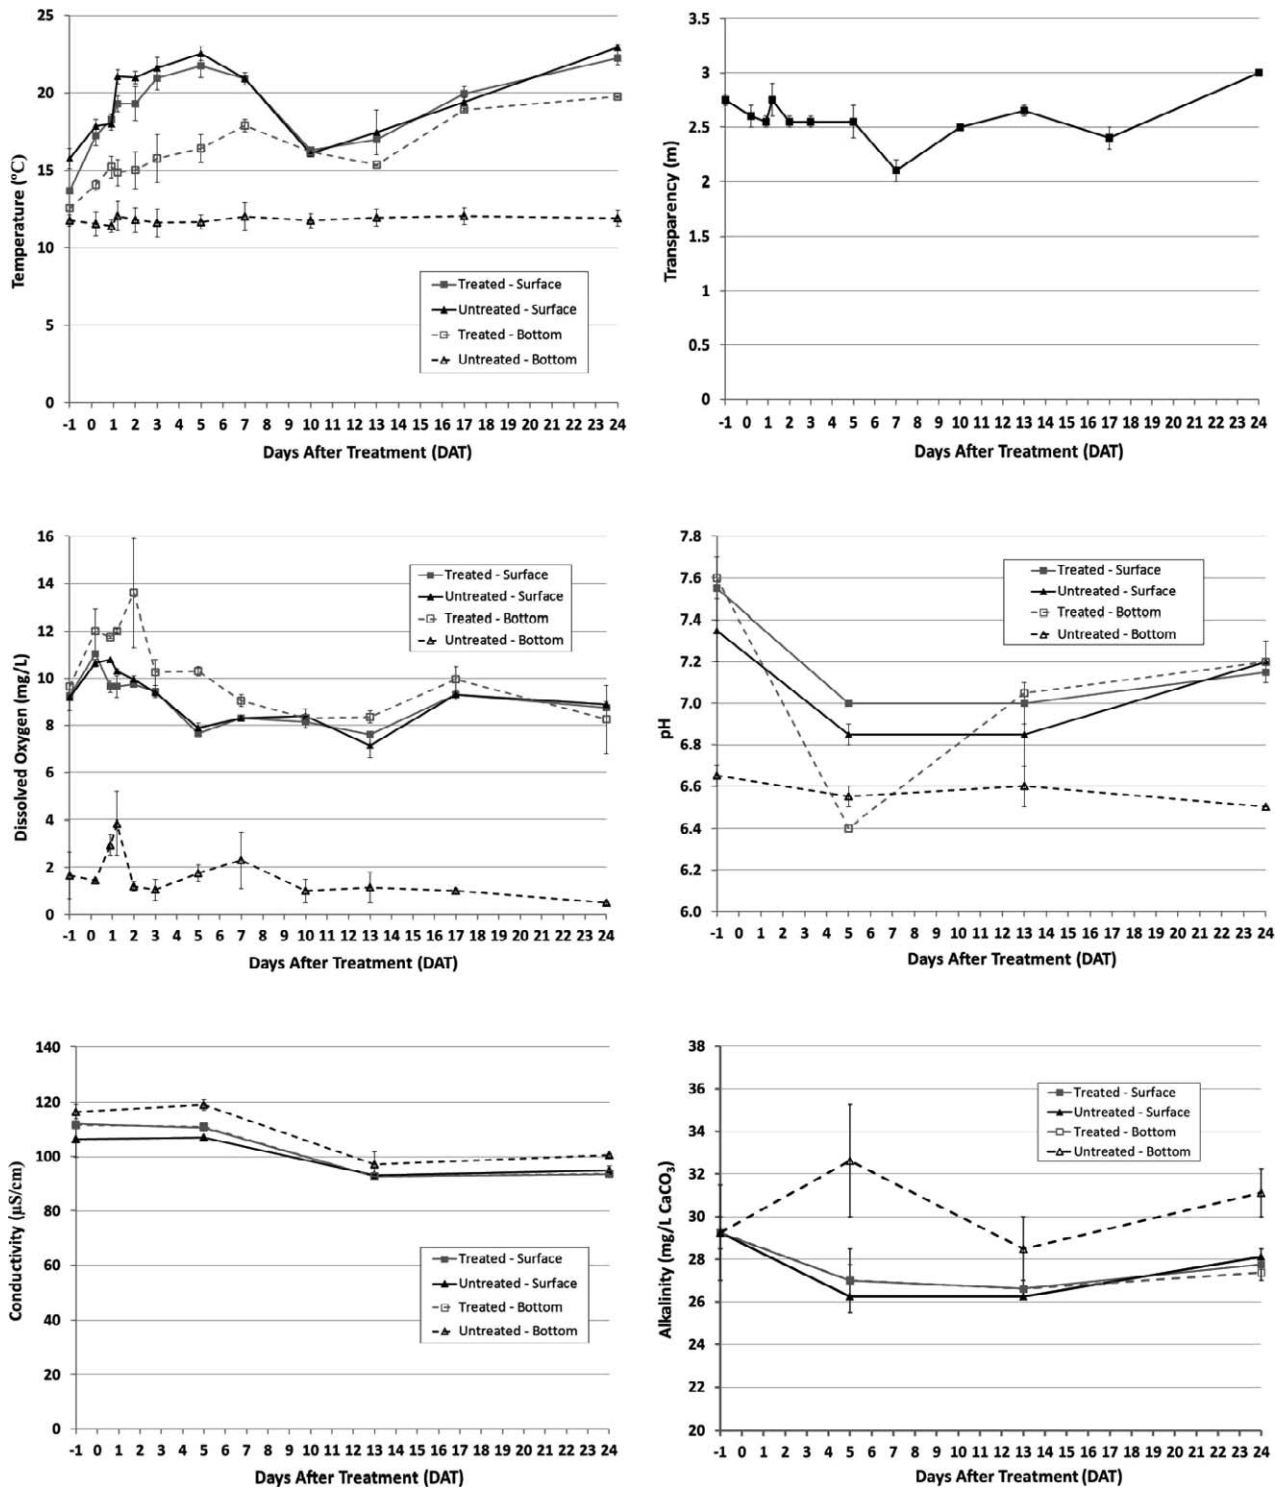 25
20
15
10
5
0
Temperature (°C)
Treated - Surface
Untreated - Surface
Treated - Bottom
Untreated - Bottom
-1 0 1 2 3 4 5 6 7 8 9 10 11 12 13 14 15 16 17 18 19 20 21 22 23 24
Days After Treatment (DAT)
3.5
3
2.5
2
1.5
1
0.5
0
Transparency (m)
-1 0 1 2 3 4 5 6 7 8 9 10 11 12 13 14 15 16 17 18 19 20 21 22 23 24
Days After Treatment (DAT)
16
14
12
10
8
6
4
2
0
Dissolved Oxygen (mg/L)
Treated - Surface
Untreated - Surface
Treated - Bottom
Untreated - Bottom
-1 0 1 2 3 4 5 6 7 8 9 10 11 12 13 14 15 16 17 18 19 20 21 22 23 24
Days After Treatment (DAT)
7.8
7.6
7.4
7.2
7.0
6.8
6.6
6.4
6.2
6.0
pH
Treated - Surface
Untreated - Surface
Treated - Bottom
Untreated - Bottom
-1 0 1 2 3 4 5 6 7 8 9 10 11 12 13 14 15 16 17 18 19 20 21 22 23 24
Days After Treatment (DAT)
140
120
100
80
60
40
20
0
Conductivity (µS/cm)
Treated - Surface
Untreated - Surface
Treated - Bottom
Untreated - Bottom
-1 0 1 2 3 4 5 6 7 8 9 10 11 12 13 14 15 16 17 18 19 20 21 22 23 24
Days After Treatment (DAT)
38
36
34
32
30
28
26
24
22
20
Alkalinity (mg/L CaCO₃)
Treated - Surface
Untreated - Surface
Treated - Bottom
Untreated - Bottom
-1 0 1 2 3 4 5 6 7 8 9 10 11 12 13 14 15 16 17 18 19 20 21 22 23 24
Days After Treatment (DAT)